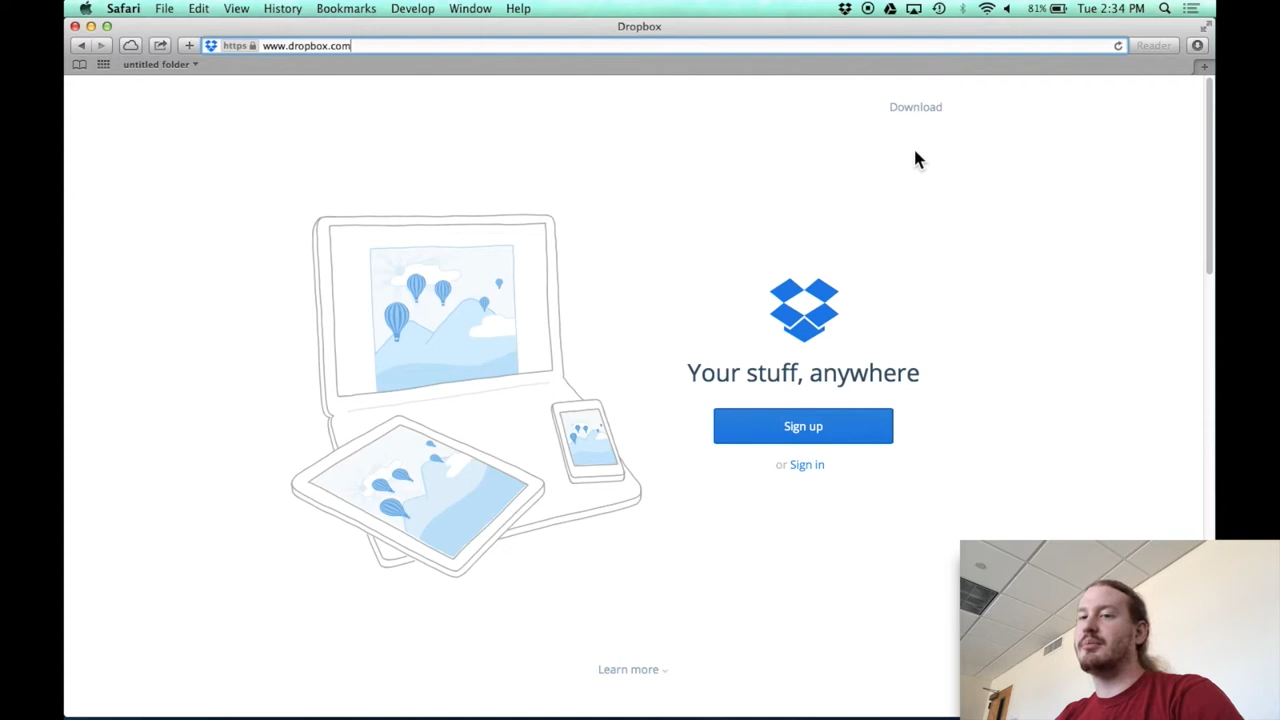 Safari File Edit View History Bookmarks Develop Window Help 81% Tue 2:34 PM
Dropbox
https www.dropbox.com Reader
untitled folder
Download
Your stuff, anywhere
Sign up
or Sign in
Learn more